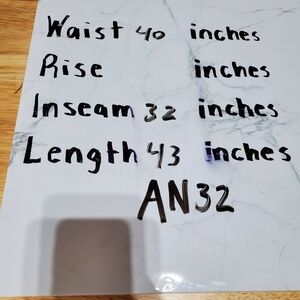 Waist 40 inches
Rise inches
Inseam 32 inches
Length 43 inches
AN32